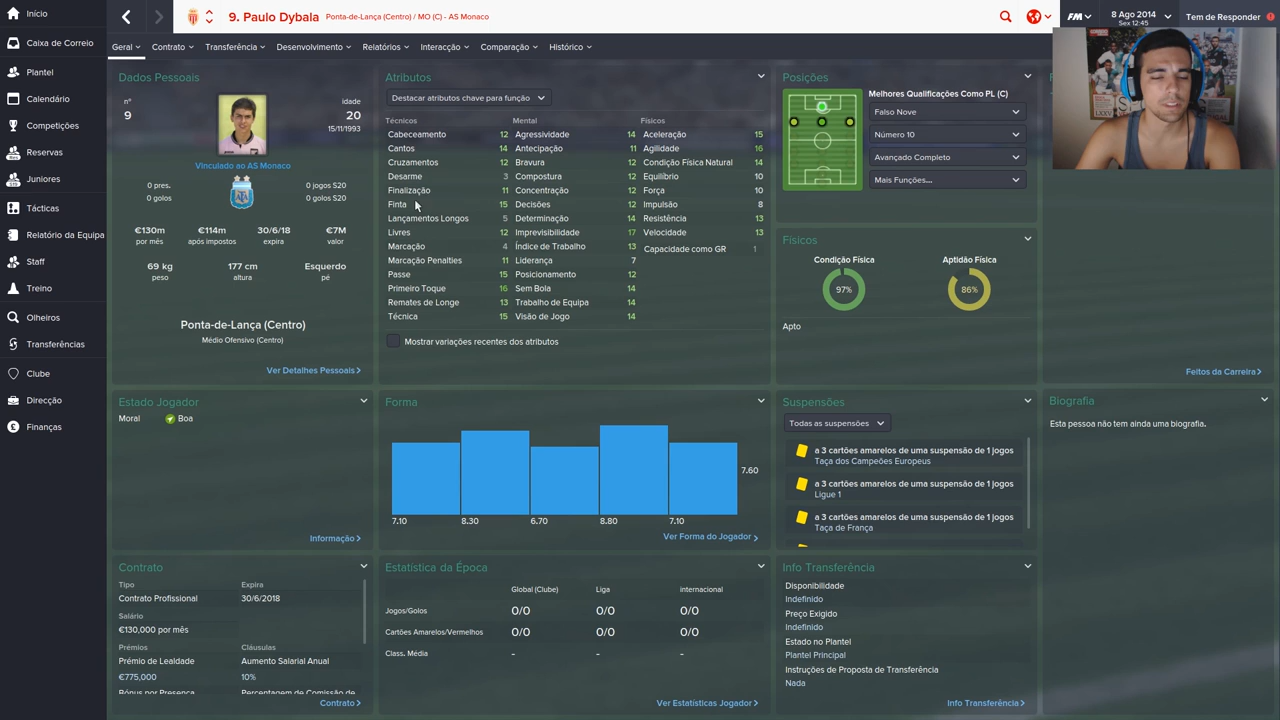 Início
Caixa de Correio
Plantel
Calendário
Competições
Reservas
Juniores
Tácticas
Relatório da Equipa
Staff
Treino
Olheiros
Transferências
Clube
Direcção
Finanças
9. Paulo Dybala
Ponta-de-Lança (Centro) / MO (C) - AS Monaco
FM
8 Ago 2014
Sex 12:45
Tem de Responder
Geral
Contrato
Transferência
Desenvolvimento
Relatórios
Interacção
Comparação
Histórico
Dados Pessoais
nº
9
idade
20
15/11/1993
Vinculado ao AS Monaco
0 pres.
0 golos
0 jogos S20
0 golos S20
€130m
por mês
€114m
após impostos
30/6/18
expira
€7M
valor
69 kg
peso
177 cm
altura
Esquerdo
pé
Ponta-de-Lança (Centro)
Médio Ofensivo (Centro)
Ver Detalhes Pessoais
Atributos
Destacar atributos chave para função
Técnicos
Cabeceamento 12
Cantos 14
Cruzamentos 12
Desarme 3
Finalização 11
Finta 15
Lançamentos Longos 5
Livres 12
Marcação 4
Marcação Penalties 11
Passe 15
Primeiro Toque 16
Remates de Longe 13
Técnica 15
Mental
Agressividade 14
Antecipação 11
Bravura 12
Compostura 12
Concentração 12
Decisões 12
Determinação 14
Imprevisibilidade 17
Índice de Trabalho 13
Liderança 7
Posicionamento 12
Sem Bola 14
Trabalho de Equipa 14
Visão de Jogo 14
Físicos
Aceleração 15
Agilidade 16
Condição Física Natural 14
Equilíbrio 10
Força 10
Impulsão 8
Resistência 13
Velocidade 13
Capacidade como GR 1
Mostrar variações recentes dos atributos
Posições
Melhores Qualificações Como PL (C)
Falso Nove
Número 10
Avançado Completo
Mais Funções...
Físicos
Condição Física
97%
Aptidão Física
86%
Apto
Feitos da Carreira
Estado Jogador
Moral Boa
Informação
Forma
7.60
7.10 8.30 6.70 8.80 7.10
Ver Forma do Jogador
Suspensões
Todas as suspensões
a 3 cartões amarelos de uma suspensão de 1 jogos
Taça dos Campeões Europeus
a 3 cartões amarelos de uma suspensão de 1 jogos
Ligue 1
a 3 cartões amarelos de uma suspensão de 1 jogos
Taça de França
Biografia
Esta pessoa não tem ainda uma biografia.
Contrato
Tipo
Contrato Profissional
Expira
30/6/2018
Salário
€130,000 por mês
Prémios
Prémio de Lealdade
€775,000
Bónus por Presença
Cláusulas
Aumento Salarial Anual
10%
Percentagem de Comissão de
Contrato
Estatística da Época
Global (Clube) Liga internacional
Jogos/Golos 0/0 0/0 0/0
Cartões Amarelos/Vermelhos 0/0 0/0 0/0
Class. Média - - -
Ver Estatísticas Jogador
Info Transferência
Disponibilidade
Indefinido
Preço Exigido
Indefinido
Estado no Plantel
Plantel Principal
Instruções de Proposta de Transferência
Nada
Info Transferência